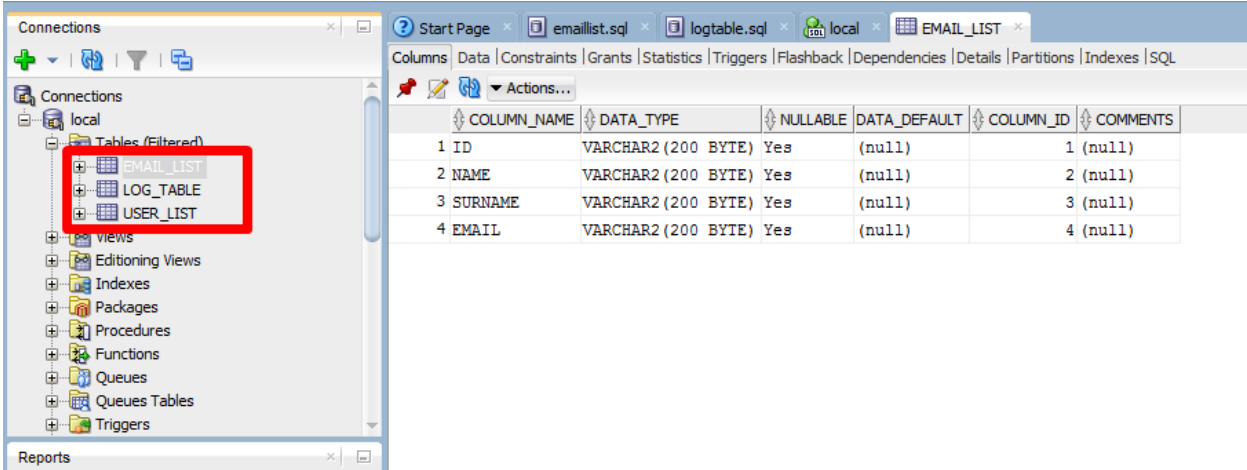 Connections
Start Page
emaillist.sql
logtable.sql
local
EMAIL_LIST
Columns Data Constraints Grants Statistics Triggers Flashback Dependencies Details Partitions Indexes SQL
Actions...
Connections
local
Tables (Filtered)
EMAIL_LIST
LOG_TABLE
USER_LIST
Views
Editioning Views
Indexes
Packages
Procedures
Functions
Queues
Queues Tables
Triggers
Reports
COLUMN_NAME DATA_TYPE NULLABLE DATA_DEFAULT COLUMN_ID COMMENTS
1 ID VARCHAR2(200 BYTE) Yes (null) 1 (null)
2 NAME VARCHAR2(200 BYTE) Yes (null) 2 (null)
3 SURNAME VARCHAR2(200 BYTE) Yes (null) 3 (null)
4 EMAIL VARCHAR2(200 BYTE) Yes (null) 4 (null)